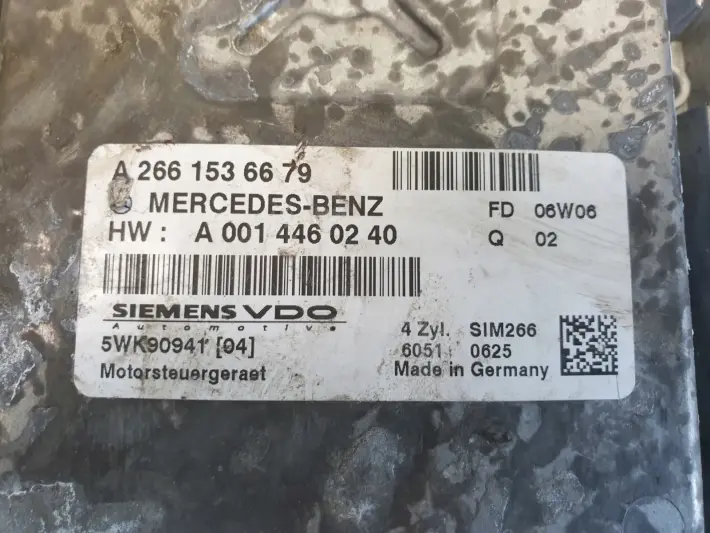 A 266 153 66 79
MERCEDES-BENZ
FD 06W06
HW : A 001 446 02 40
Q 02
SIEMENS VDO
Automotive
4 Zyl. SIM266
5WK90941 [04]
6051 0625
Motorsteuergeraet
Made in Germany